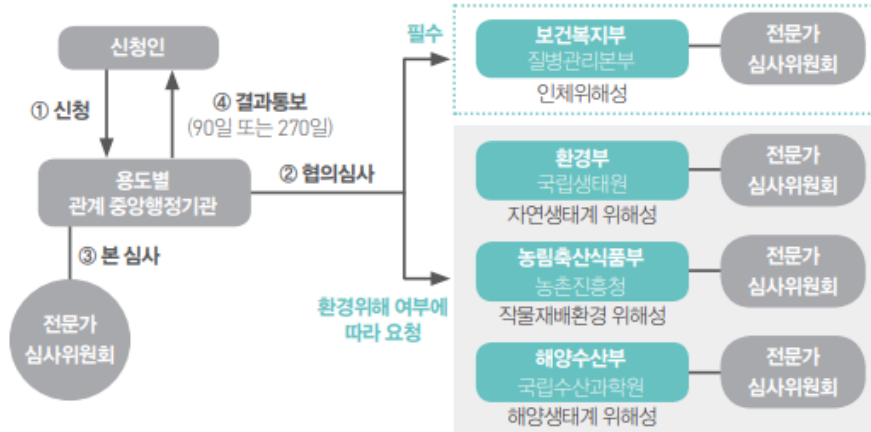 신청인
① 신청
④ 결과통보
(90일 또는 270일)
용도별
관계 중앙행정기관
② 협의심사
③ 본 심사
전문가
심사위원회
필수
보건복지부
질병관리본부
인체위해성
전문가
심사위원회
환경위해 여부에
따라 요청
환경부
국립생태원
자연생태계 위해성
전문가
심사위원회
농림축산식품부
농촌진흥청
작물재배환경 위해성
전문가
심사위원회
해양수산부
국립수산과학원
해양생태계 위해성
전문가
심사위원회